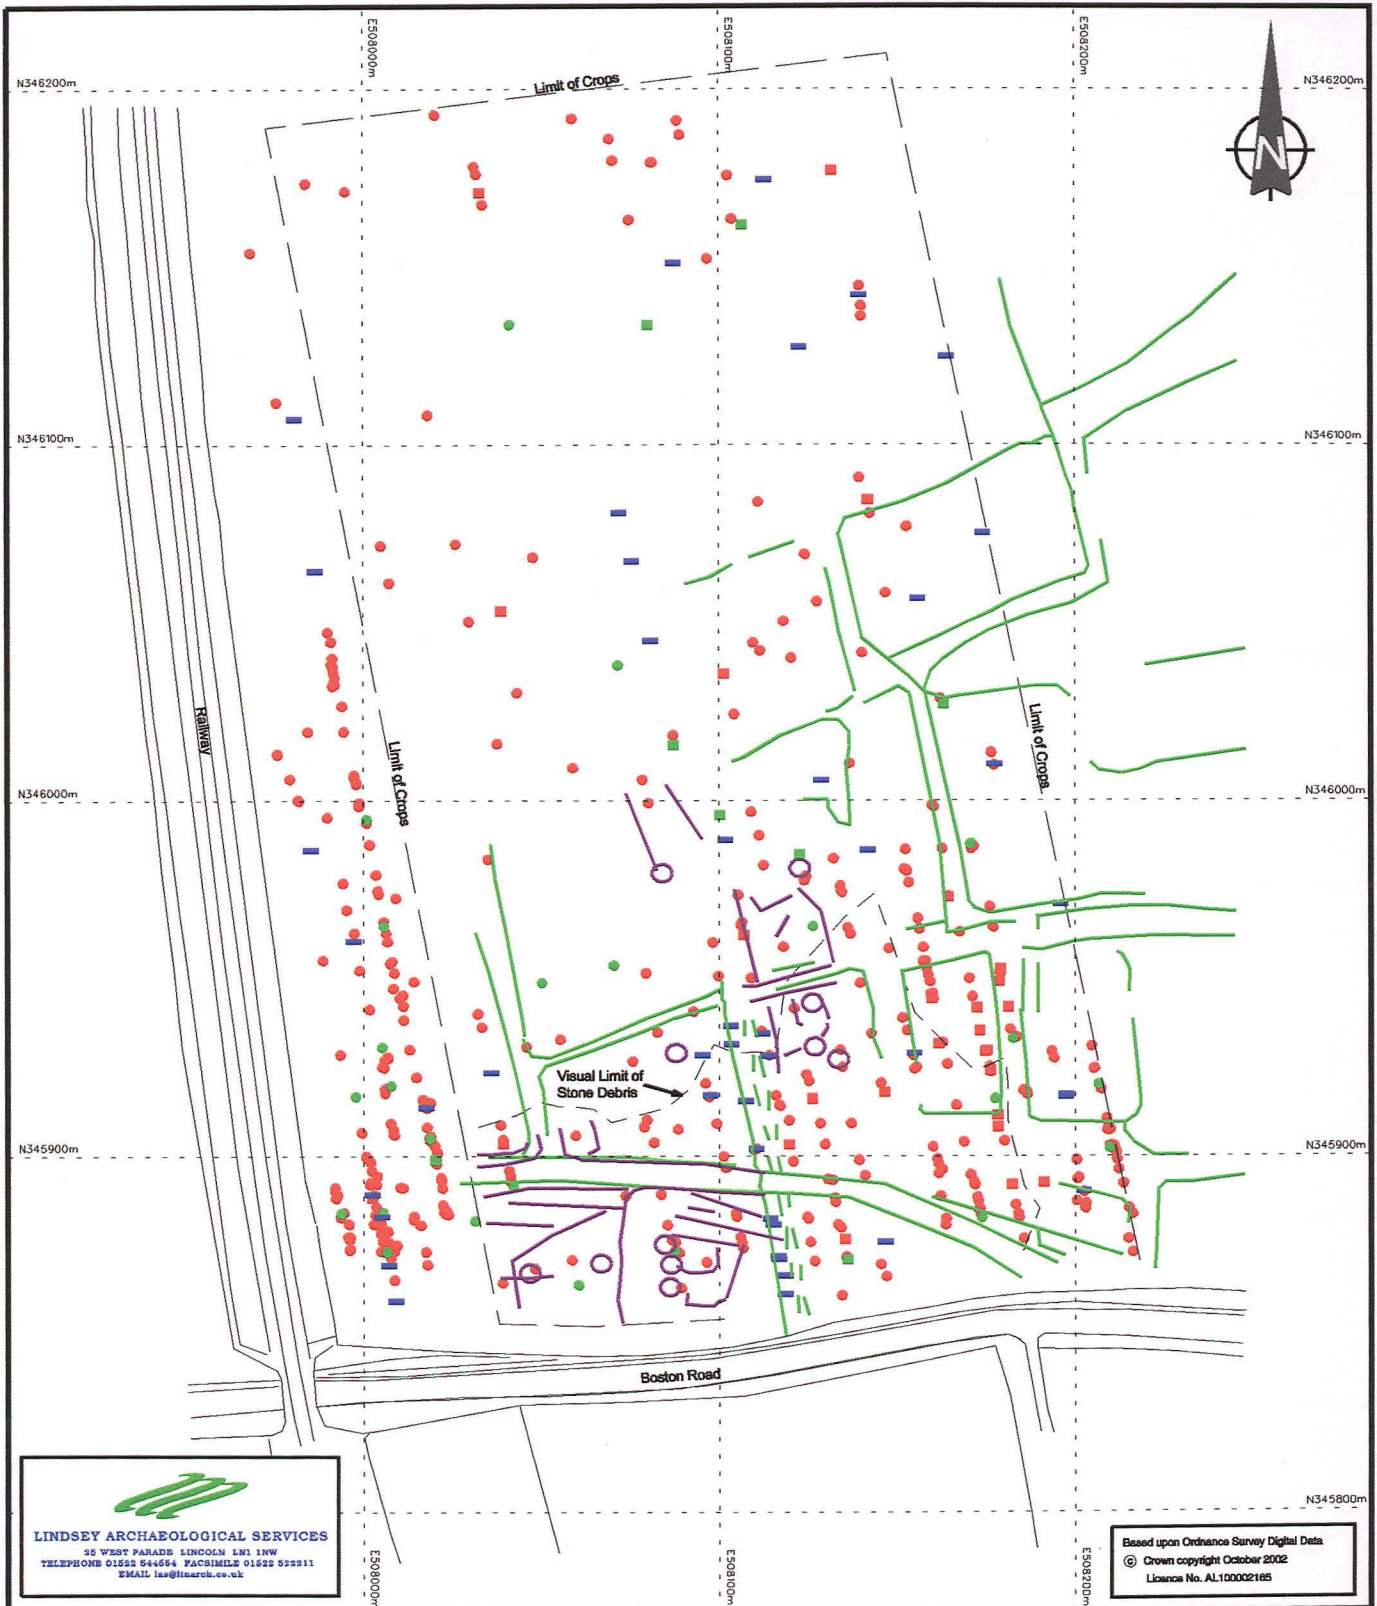 E508000m
E508100m
E508200m
N346200m
Limit of Crops
N346200m
N
N346100m
N346100m
Railway
Limit of Crops
Limit of Crops
N346000m
N346000m
Visual Limit of
Stone Debris
N345900m
N345900m
Boston Road
N345800m
LINDSEY ARCHAEOLOGICAL SERVICES
25 WEST PARADE LINCOLN LN1 1NW
TELEPHONE 01522 544554 FACSIMILE 01522 522211
EMAIL las@linarch.co.uk
E508000m
E508100m
E508200m
Based upon Ordnance Survey Digital Data
© Crown copyright October 2002
Licence No. AL100002165